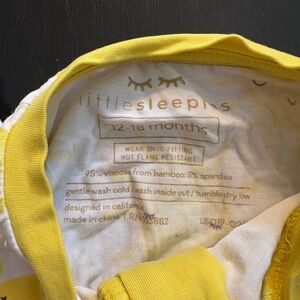 littlesleepies
12-18 months
WEAR SNUG-FITTING
NOT FLAME RESISTANT
95% viscose from bamboo/5% spandex
gentle wash cold / wash inside out / tumble dry low
designed in california
made in china